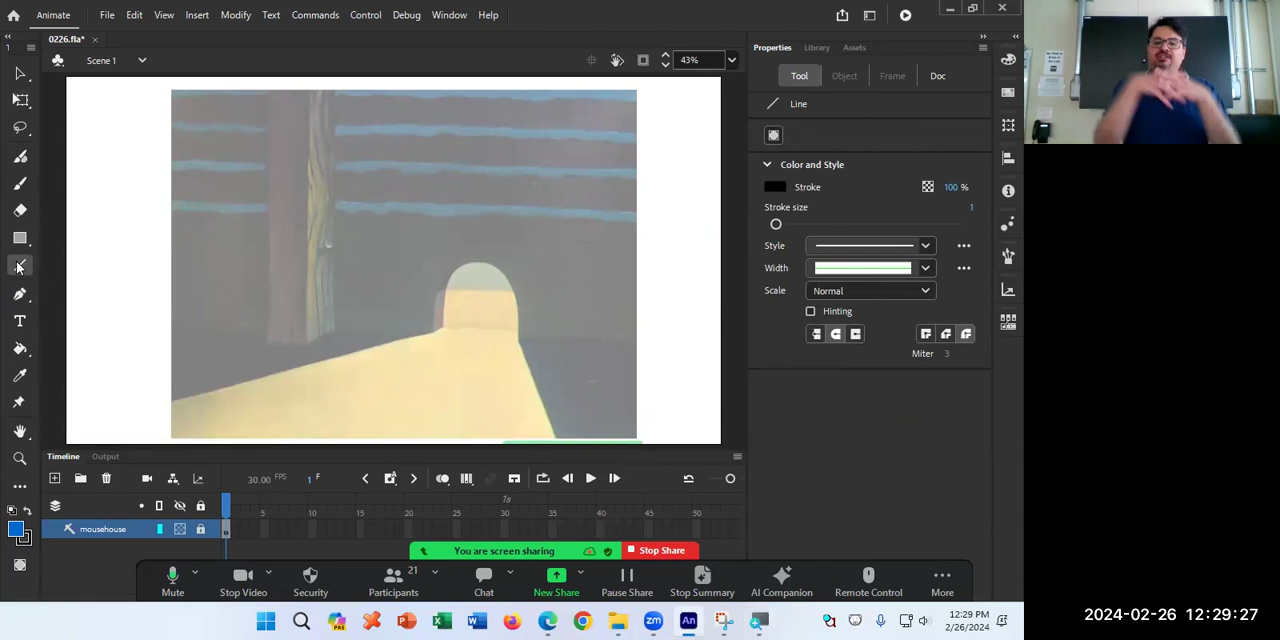 Animate File Edit View Insert Modify Text Commands Control Debug Window Help
0226.fla*
Scene 1 43%
Properties Library Assets
Tool Object Frame Doc
Line
Color and Style
Stroke 100 %
Stroke size 1
Style
Width
Scale Normal
Hinting
Miter 3
Timeline Output
30.00 FPS 1 F
1s
5 10 15 20 25 30 35 40 45 50
mousehouse
You are screen sharing Stop Share
21
Mute Stop Video Security Participants Chat New Share Pause Share Stop Summary AI Companion Remote Control More
12:29 PM
2/26/2024
2024-02-26 12:29:27